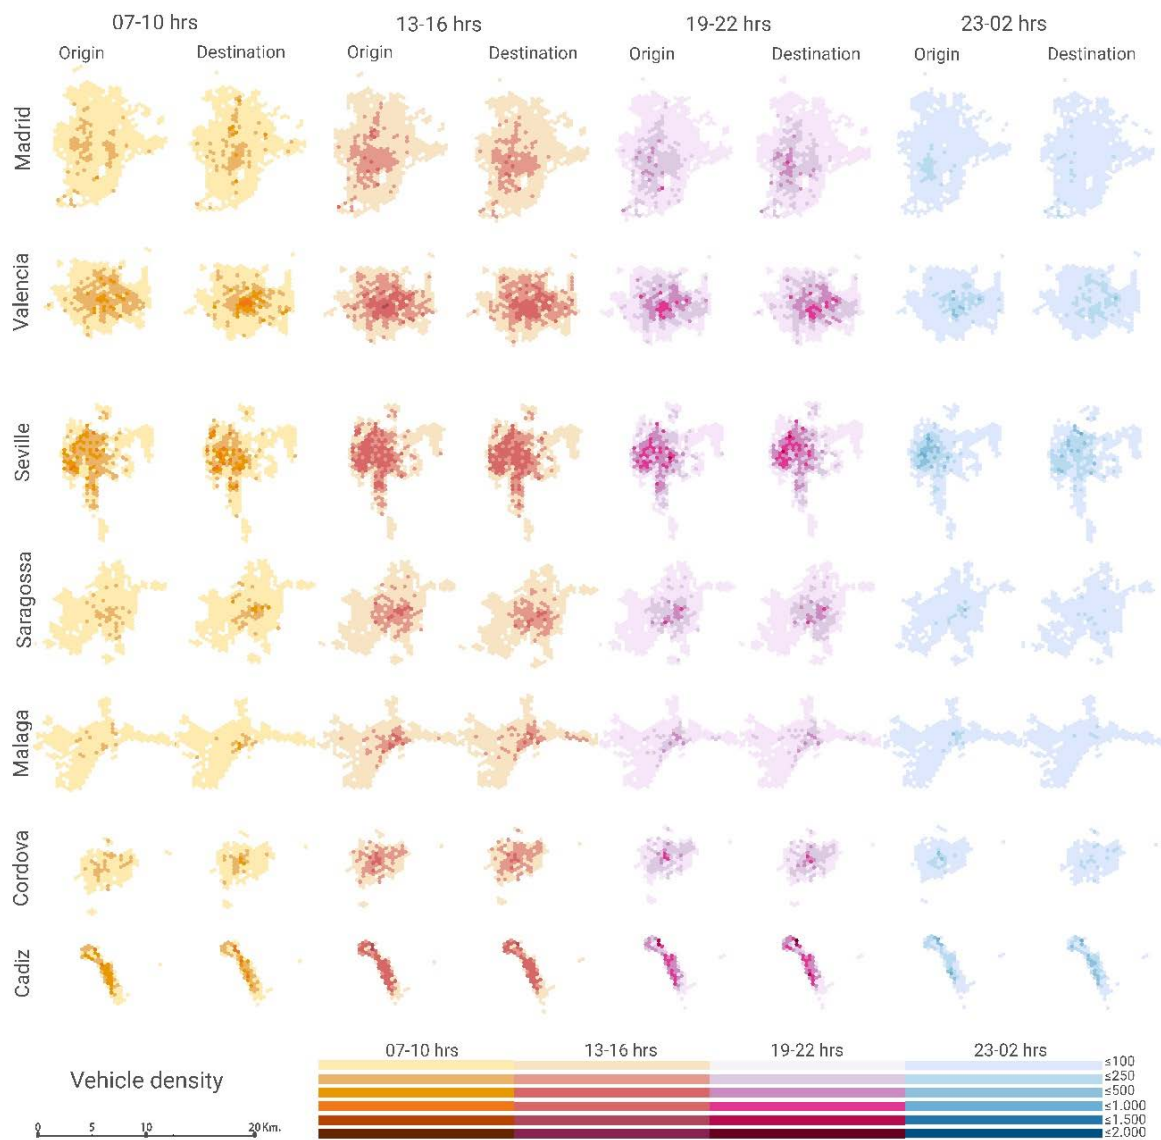 07-10 hrs 13-16 hrs 19-22 hrs 23-02 hrs
Origin Destination Origin Destination Origin Destination Origin Destination
Madrid
Valencia
Seville
Saragossa
Malaga
Cordova
Cadiz
07-10 hrs 13-16 hrs 19-22 hrs 23-02 hrs
≤100
≤250
≤500
≤1.000
≤1.500
≤2.000
Vehicle density
0 5 10 20 Km.